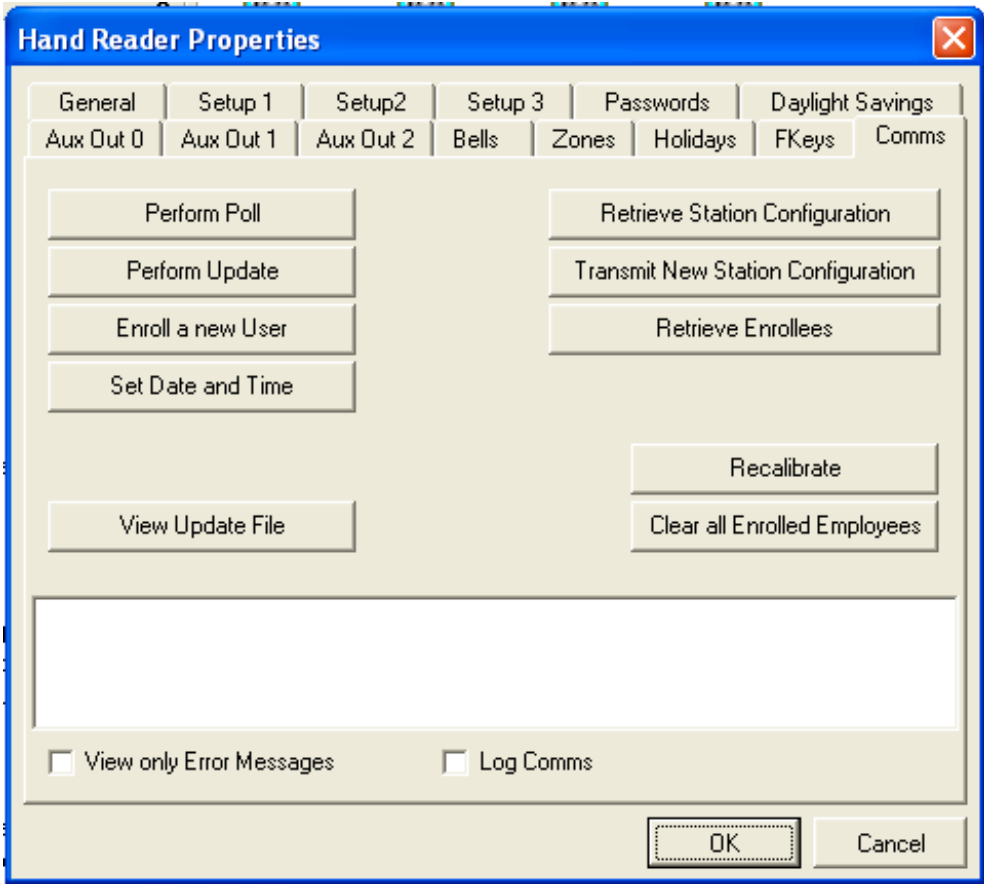 Hand Reader Properties
General Setup 1 Setup2 Setup 3 Passwords Daylight Savings
Aux Out 0 Aux Out 1 Aux Out 2 Bells Zones Holidays FKeys Comms
Perform Poll Retrieve Station Configuration
Perform Update Transmit New Station Configuration
Enroll a new User Retrieve Enrollees
Set Date and Time
Recalibrate
View Update File Clear all Enrolled Employees
View only Error Messages Log Comms
OK Cancel